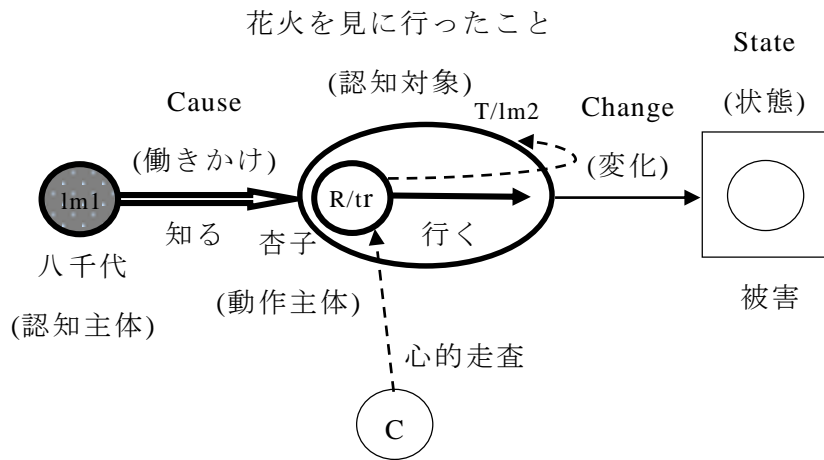 花火を見に行ったこと
State
(認知対象)
(状態)
Cause
T/lm2
Change
(働きかけ)
(変化)
lm1
R/tr
知る
杏子
行く
八千代
(動作主体)
被害
(認知主体)
心的走査
C